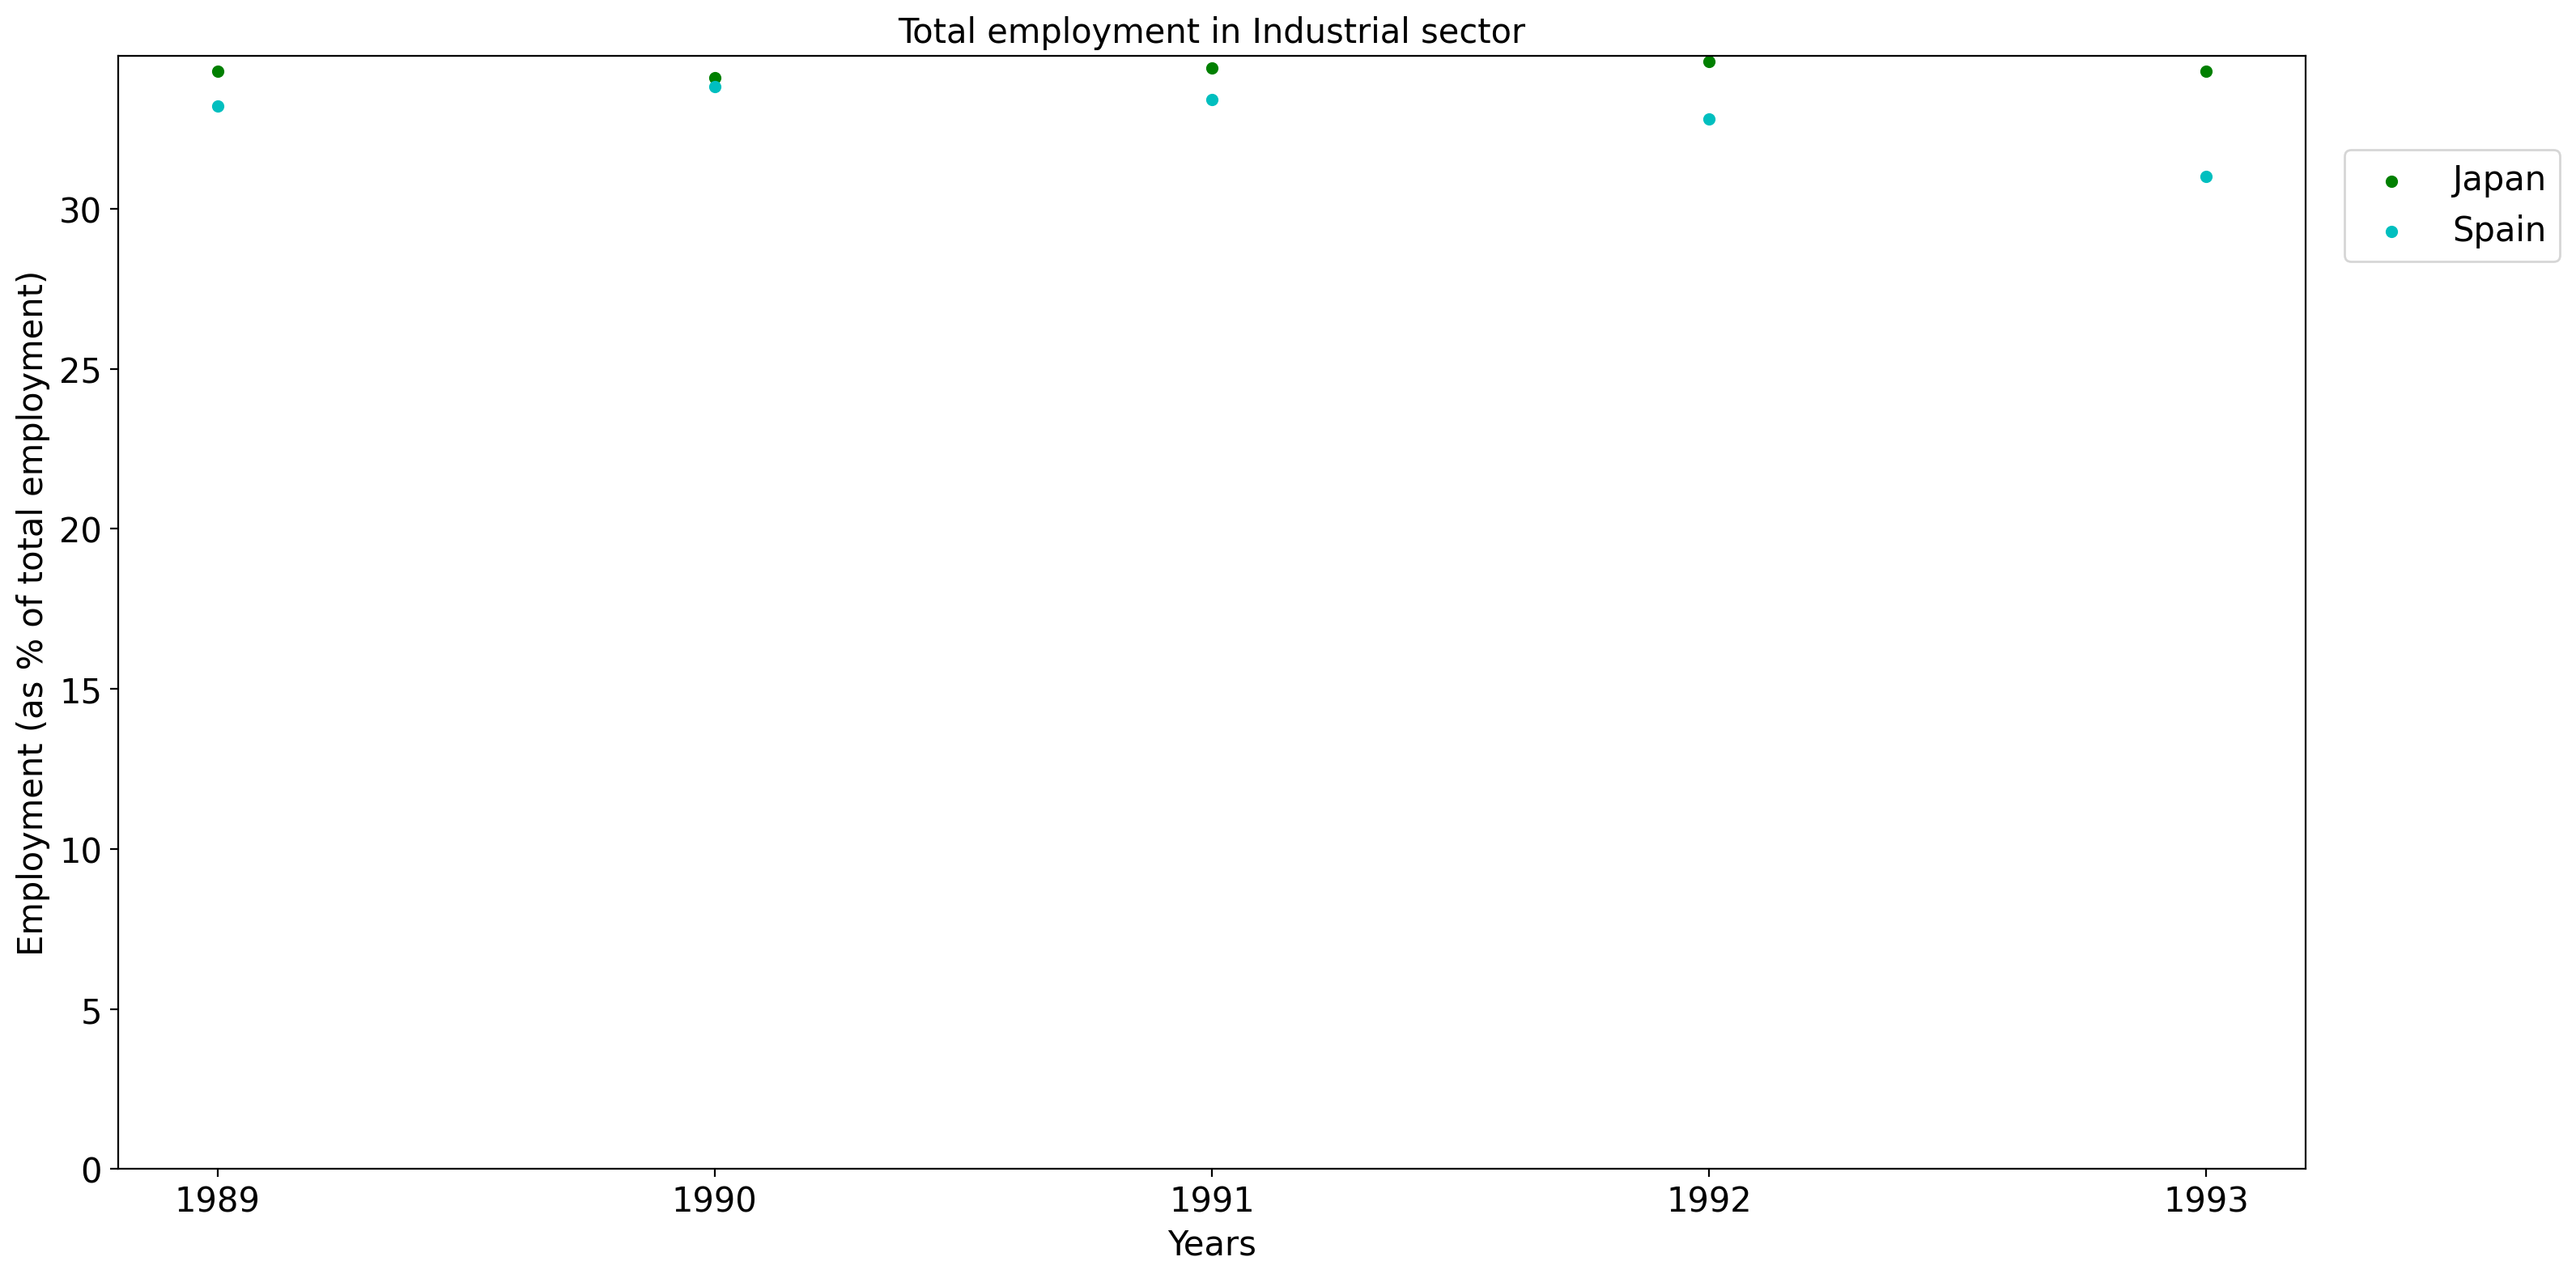 Total employment in Industrial sector
Employment (as % of total employment)
30
25
20
15
10
5
0
1989 1990 1991 1992 1993
Years
Japan
Spain